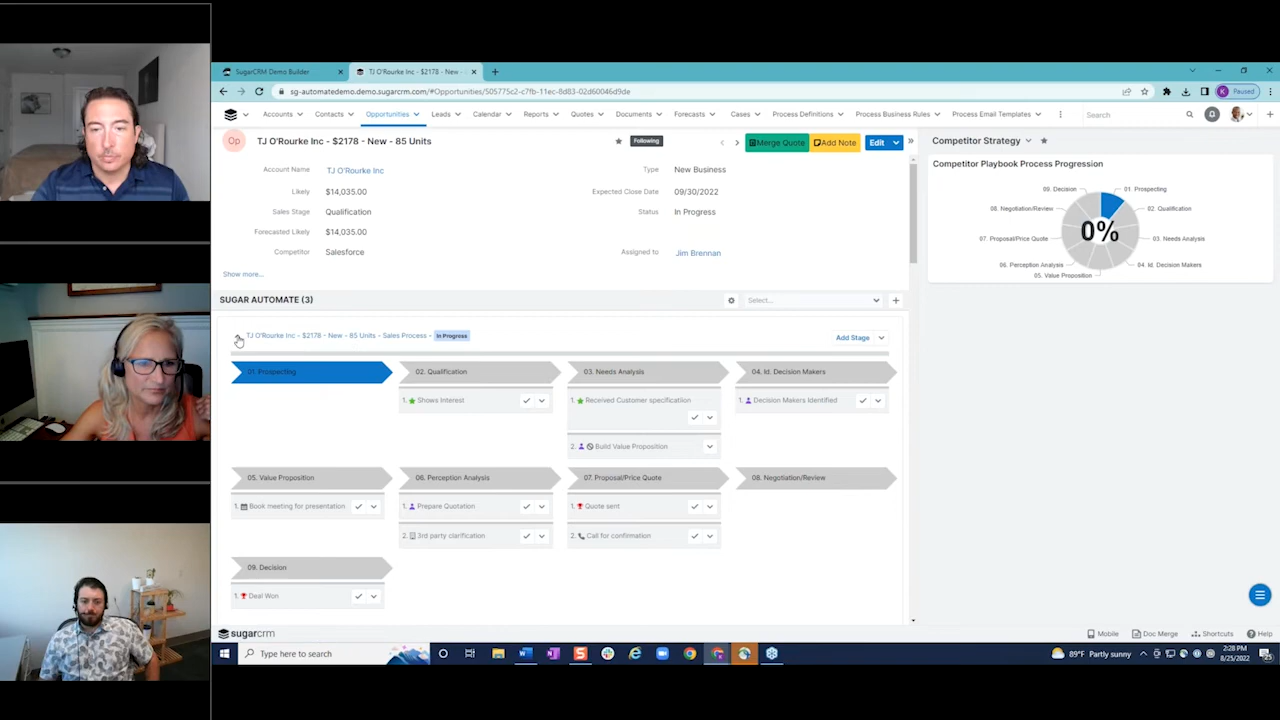 SugarCRM Demo Builder
TJ O'Rourke Inc - $2178 - New -
sg-automatedemo.demo.sugarcrm.com/#Opportunities/505775c2-c7fb-11ec-8d83-02d60046d9de
K Paused
Accounts Contacts Opportunities Leads Calendar Reports Quotes Documents Forecasts Cases Process Definitions Process Business Rules Process Email Templates Search
Op TJ O'Rourke Inc - $2178 - New - 85 Units
Following
Merge Quote Add Note Edit
Account Name TJ O'Rourke Inc
Type New Business
Likely $14,035.00
Expected Close Date 09/30/2022
Sales Stage Qualification
Status In Progress
Forecasted Likely $14,035.00
Competitor Salesforce
Assigned to Jim Brennan
Show more...
SUGAR AUTOMATE (3)
Select...
TJ O'Rourke Inc - $2178 - New - 85 Units - Sales Process - In Progress
Add Stage
01. Prospecting
02. Qualification
03. Needs Analysis
04. Id. Decision Makers
1. Shows Interest
1. Received Customer specificatiion
1. Decision Makers Identified
2. Build Value Proposition
05. Value Proposition
06. Perception Analysis
07. Proposal/Price Quote
08. Negotiation/Review
1. Book meeting for presentation
1. Prepare Quotation
1. Quote sent
2. 3rd party clarification
2. Call for confirmation
09. Decision
1. Deal Won
Competitor Strategy
Competitor Playbook Process Progression
09. Decision
01. Prospecting
08. Negotiation/Review
02. Qualification
0%
07. Proposal/Price Quote
03. Needs Analysis
06. Perception Analysis
04. Id. Decision Makers
05. Value Proposition
sugarcrm
Mobile Doc Merge Shortcuts Help
Type here to search
89°F Partly sunny
2:28 PM
8/25/2022
25